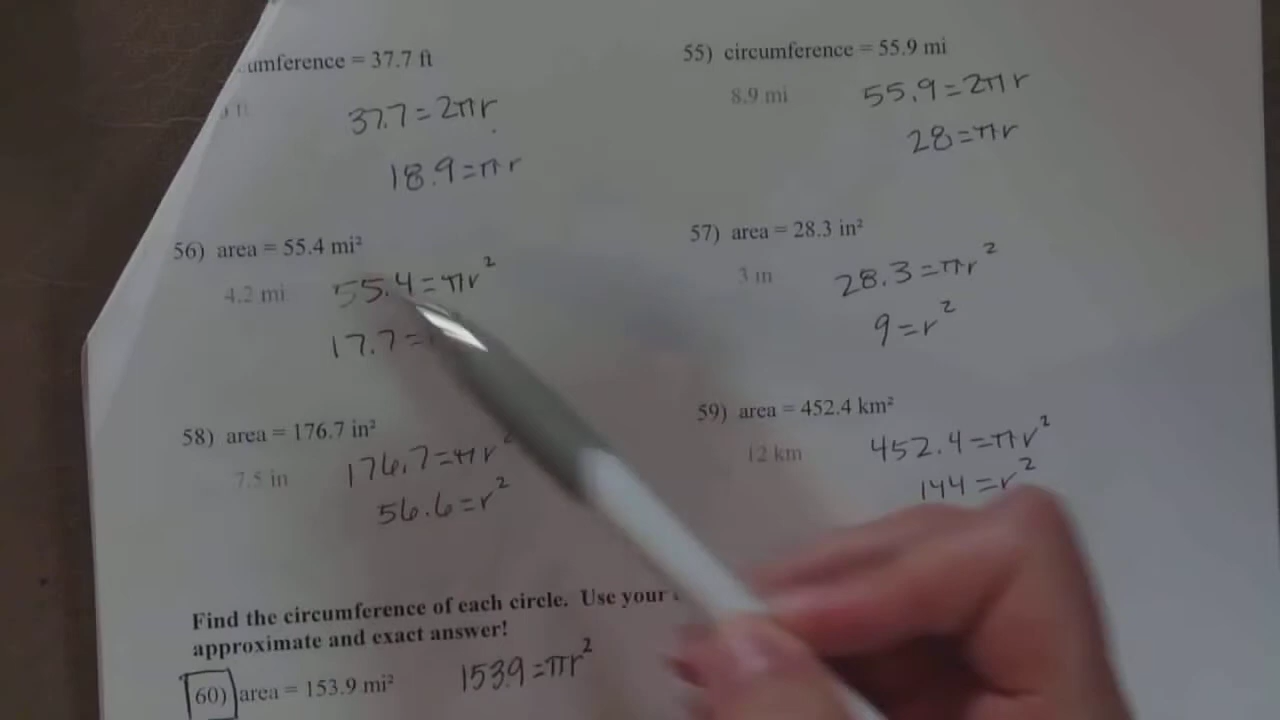 umference = 37.7 ft
37.7=2πr
18.9=πr
55) circumference = 55.9 mi
8.9 mi
55.9=2πr
28=πr
56) area = 55.4 mi²
4.2 mi
55.4=πr²
17.7=
57) area = 28.3 in²
3 in
28.3=πr²
9=r²
58) area = 176.7 in²
7.5 in
176.7=πr²
56.6=r²
59) area = 452.4 km²
12 km
452.4=πr²
144=r²
Find the circumference of each circle. Use your
approximate and exact answer!
60) area = 153.9 mi²
153.9=πr²